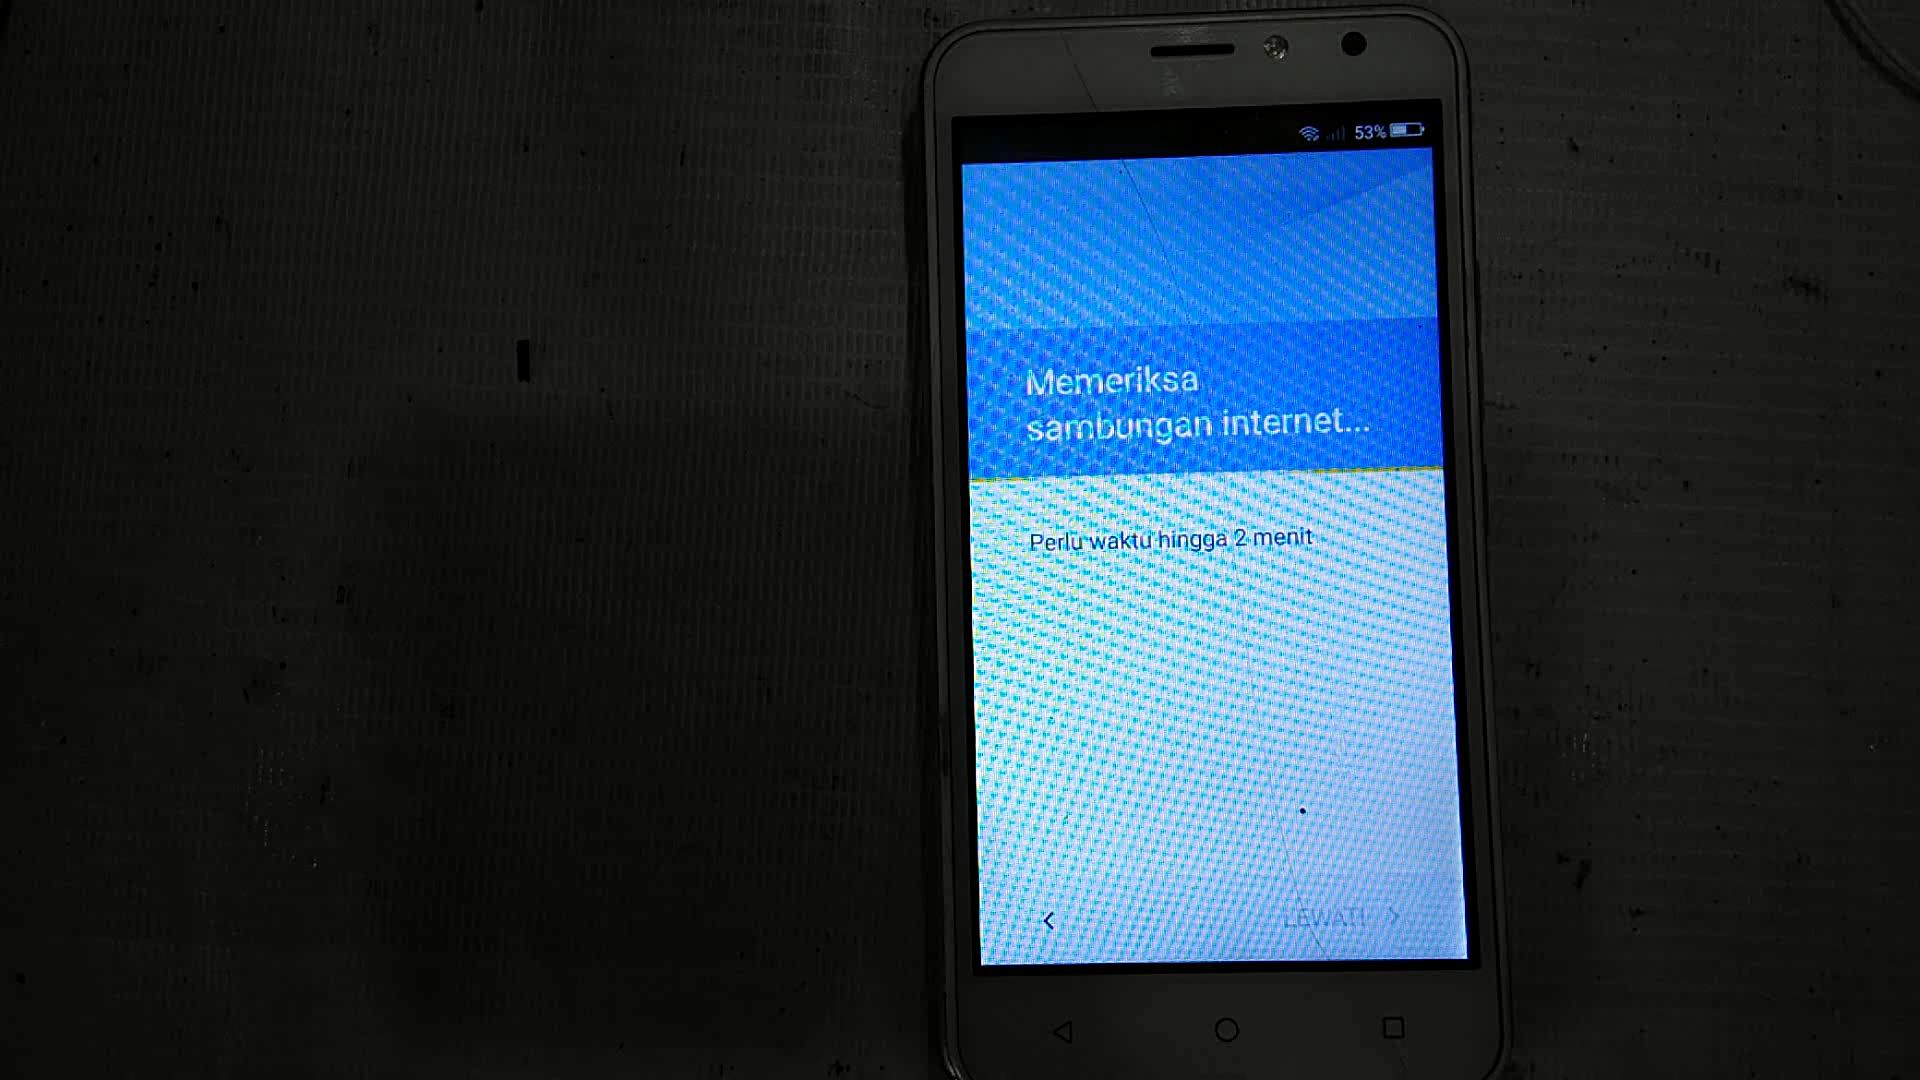 53%
Memeriksa
sambungan internet...
Perlu waktu hingga 2 menit
LEWATI